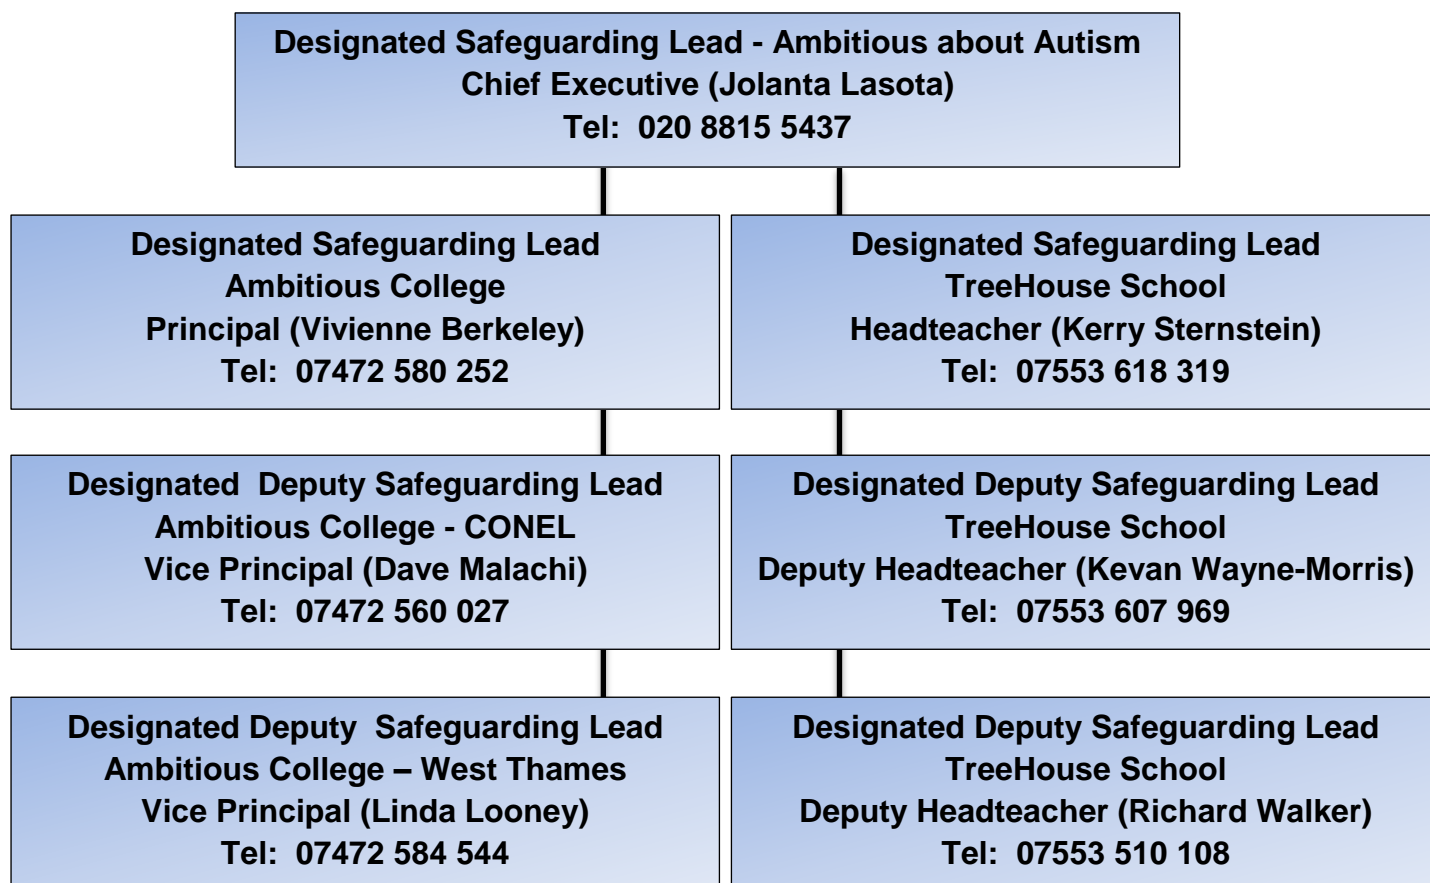 Designated Safeguarding Lead - Ambitious about Autism
Chief Executive (Jolanta Lasota)
Tel:  020 8815 5437
Designated Safeguarding Lead
Ambitious College
Principal (Vivienne Berkeley)
Tel:  07472 580 252
Designated Safeguarding Lead
TreeHouse School
Headteacher (Kerry Sternstein)
Tel:  07553 618 319
Designated  Deputy Safeguarding Lead
Ambitious College - CONEL
Vice Principal (Dave Malachi)
Tel:  07472 560 027
Designated Deputy Safeguarding Lead
TreeHouse School
Deputy Headteacher (Kevan Wayne-Morris)
Tel:  07553 607 969
Designated Deputy  Safeguarding Lead
Ambitious College – West Thames
Vice Principal (Linda Looney)
Tel:  07472 584 544
Designated Deputy Safeguarding Lead
TreeHouse School
Deputy Headteacher (Richard Walker)
Tel:  07553 510 108